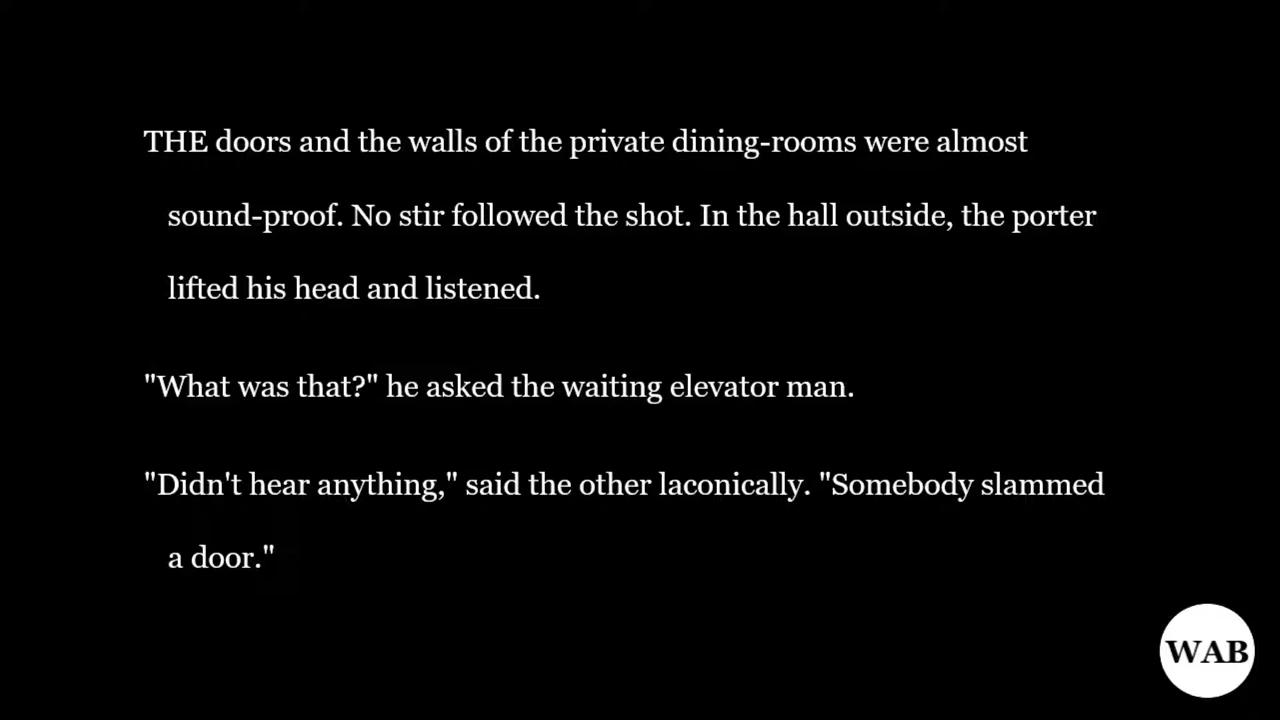 THE doors and the walls of the private dining-rooms were almost
sound-proof. No stir followed the shot. In the hall outside, the porter
lifted his head and listened.
"What was that?" he asked the waiting elevator man.
"Didn't hear anything," said the other laconically. "Somebody slammed
a door."
WAB